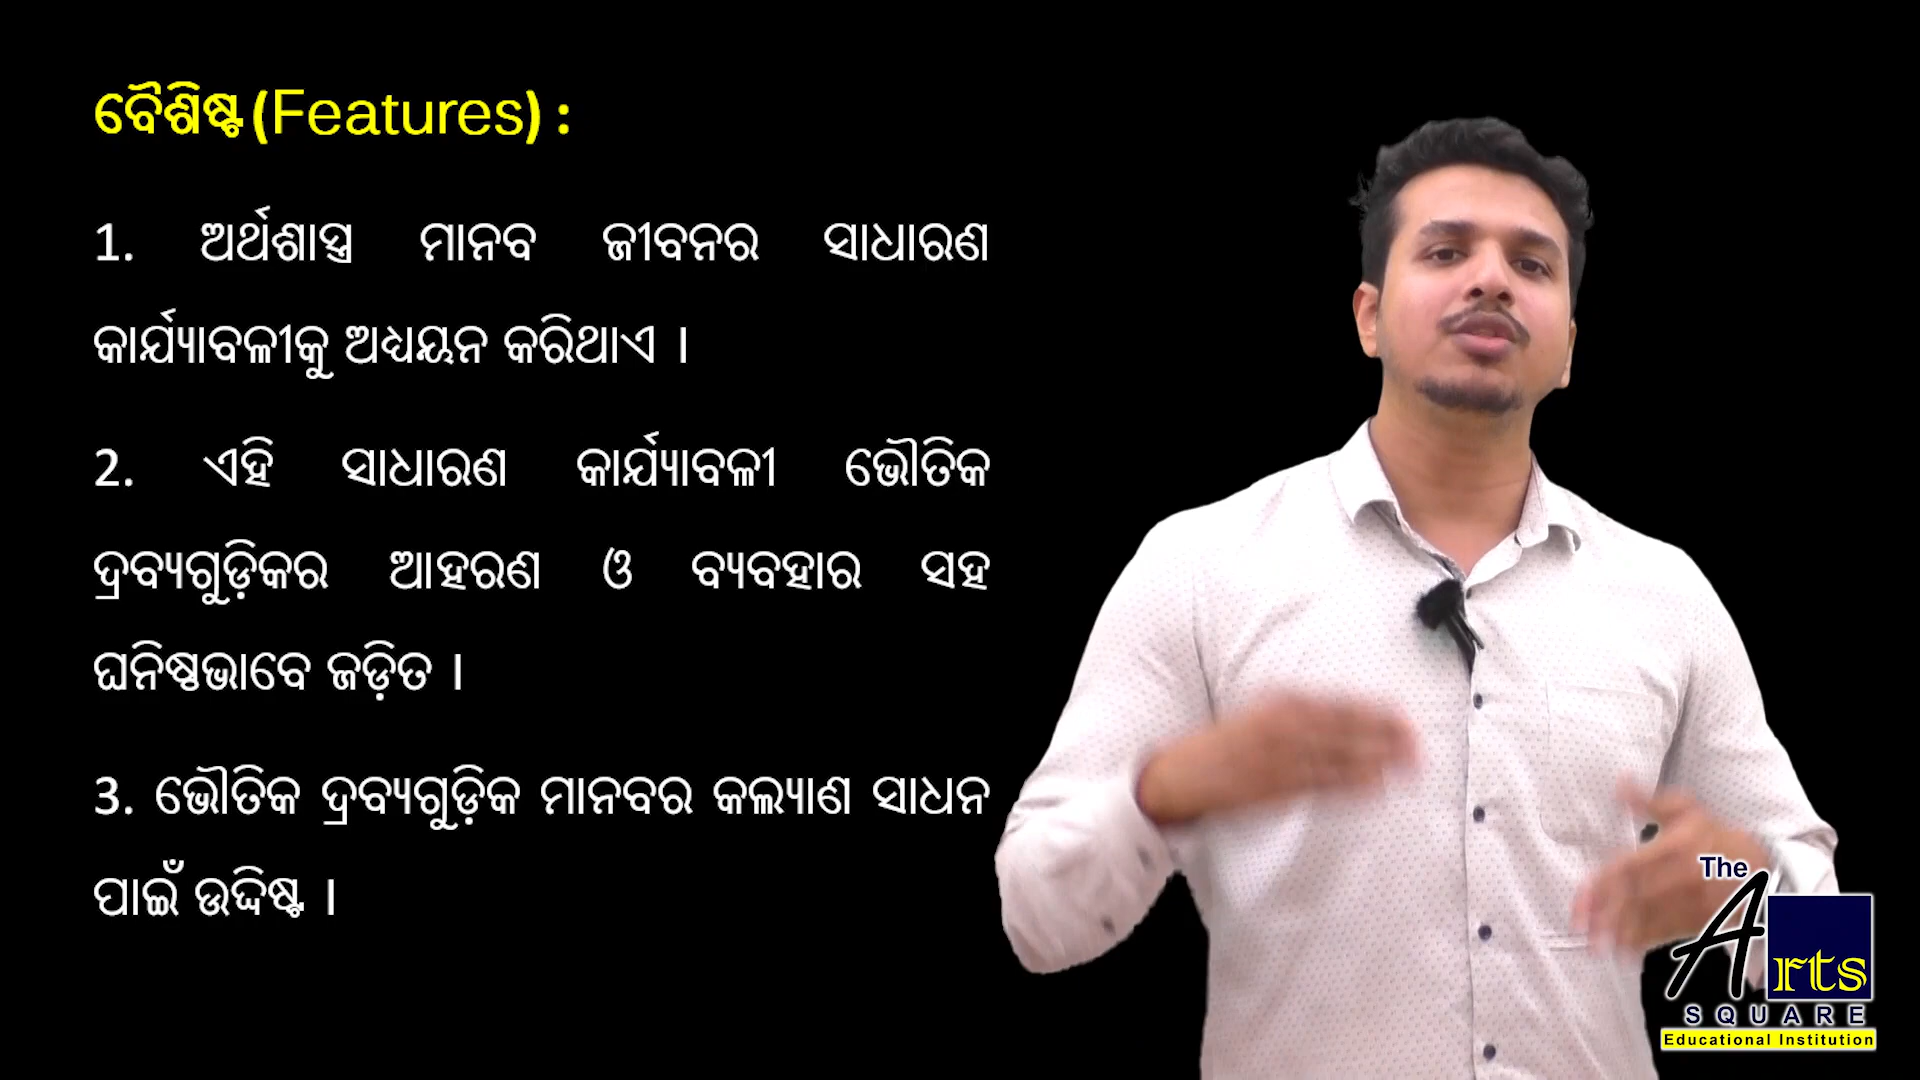 ବୈଶିଷ୍ଟ (Features) :
1. ଅର୍ଥଶାସ୍ତ୍ର ମାନବ ଜୀବନର ସାଧାରଣ
କାର୍ଯ୍ୟାବଳୀକୁ ଅଧ୍ୟୟନ କରିଥାଏ ।
2. ଏହି ସାଧାରଣ କାର୍ଯ୍ୟାବଳୀ ଭୌତିକ
ଦ୍ରବ୍ୟଗୁଡ଼ିକର ଆହରଣ ଓ ବ୍ୟବହାର ସହ
ଘନିଷ୍ଠଭାବେ ଜଡ଼ିତ ।
3. ଭୌତିକ ଦ୍ରବ୍ୟଗୁଡ଼ିକ ମାନବର କଲ୍ୟାଣ ସାଧନ
ପାଇଁ ଉଦ୍ଦିଷ୍ଟ ।
The
Arts
SQUARE
Educational Institution